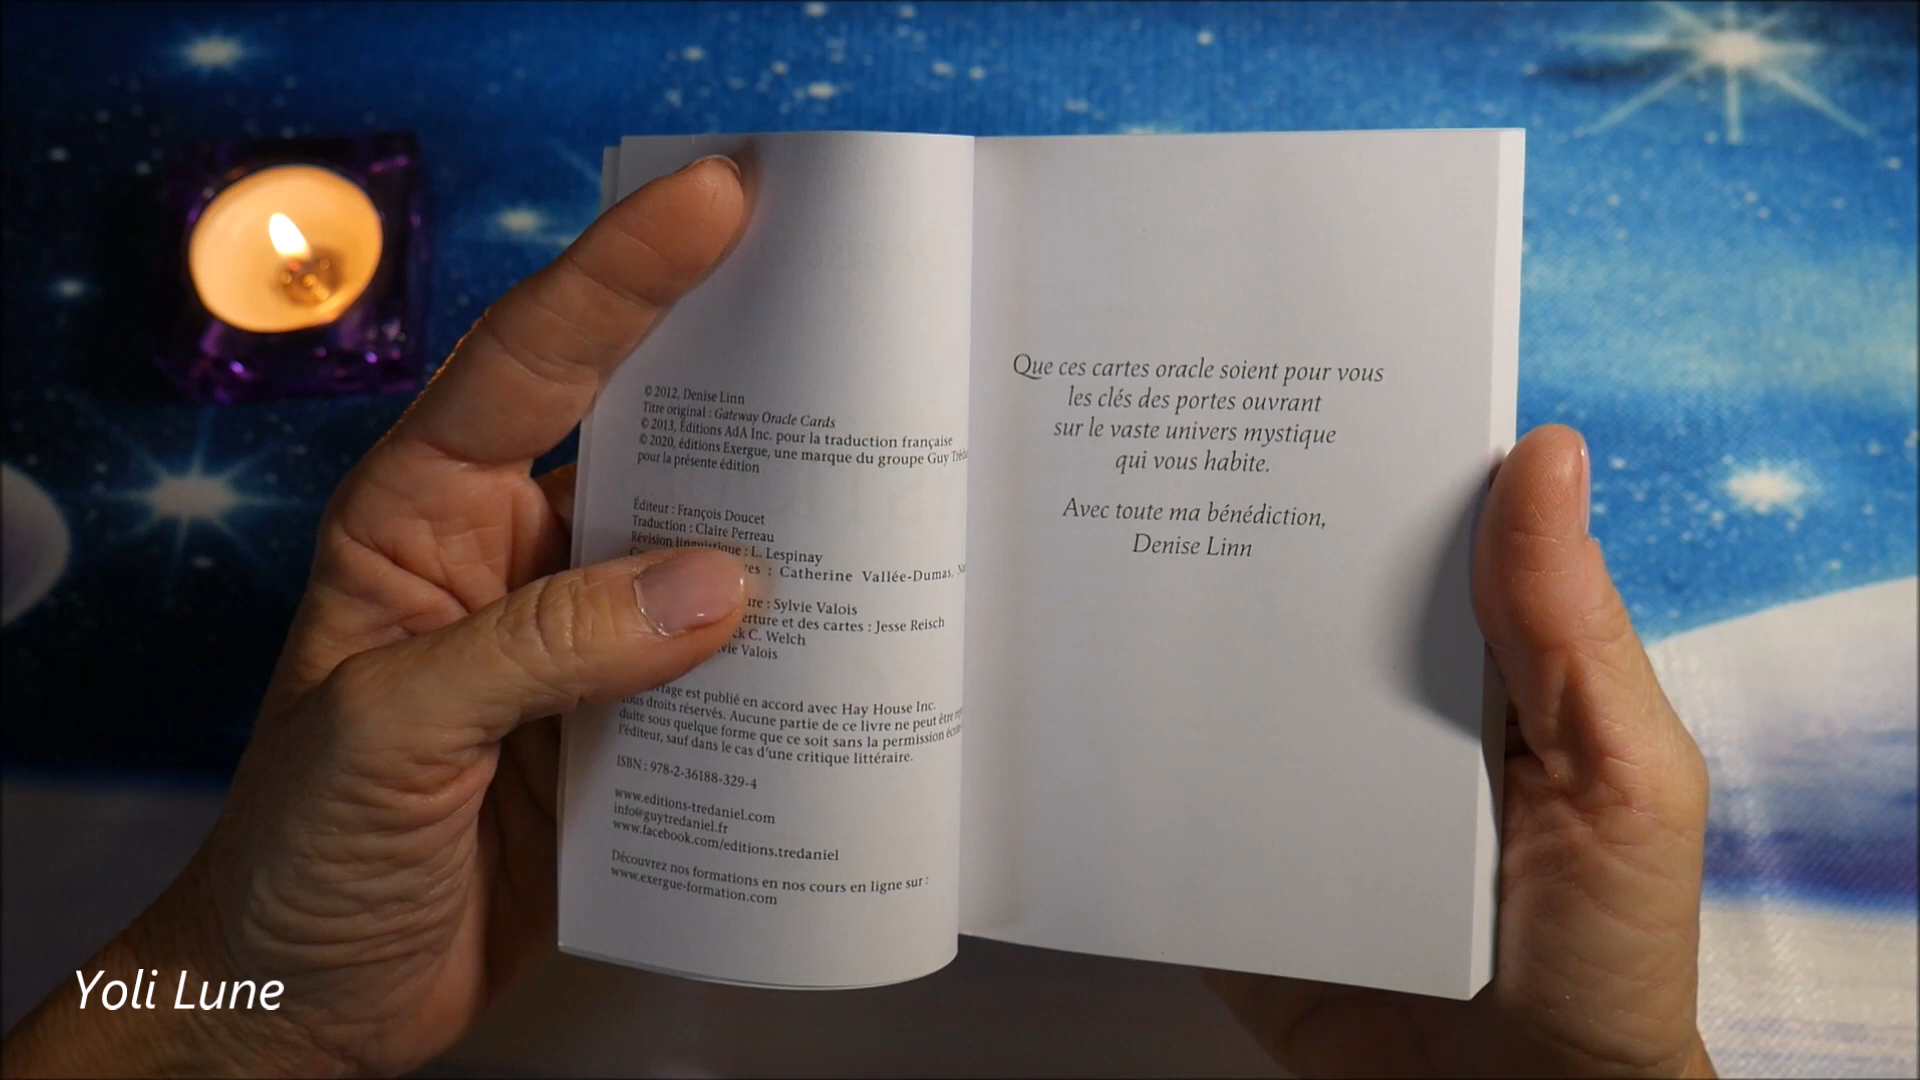 © 2012, Denise Linn
Titre original : Gateway Oracle Cards
© 2013, Éditions AdA Inc. pour la traduction française
© 2020, éditions Exergue, une marque du groupe Guy
pour la présente édition
Éditeur : François Doucet
Traduction : Claire Perreau
Révision linguistique : L. Lespinay
: Catherine Vallée-Dumas,
: Sylvie Valois
et des cartes : Jesse Reisch
C. Welch
Valois
est publié en accord avec Hay House Inc.
droits réservés. Aucune partie de ce livre ne peut être
duite sous quelque forme que ce soit sans la permission
l'éditeur, sauf dans le cas d'une critique littéraire.
ISBN : 978-2-36188-329-4
www.editions-tredaniel.com
info@guytredaniel.fr
www.facebook.com/editions.tredaniel
Découvrez nos formations en nos cours en ligne sur :
www.exergue-formation.com
Que ces cartes oracle soient pour vous
les clés des portes ouvrant
sur le vaste univers mystique
qui vous habite.
Avec toute ma bénédiction,
Denise Linn
Yoli Lune